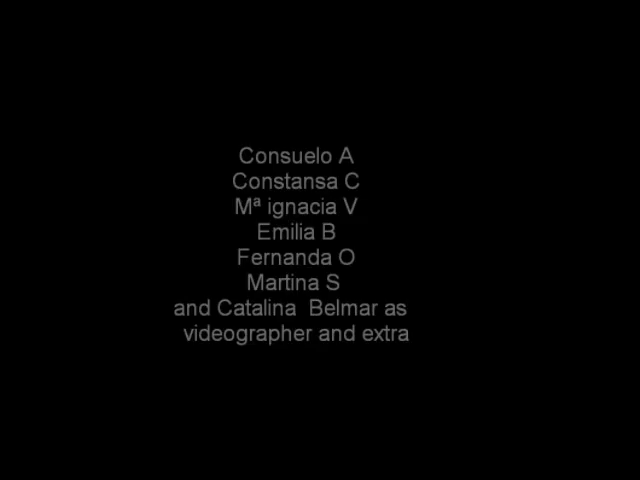 Consuelo A
Constansa C
Mª ignacia V
Emilia B
Fernanda O
Martina S
and Catalina  Belmar as
videographer and extra